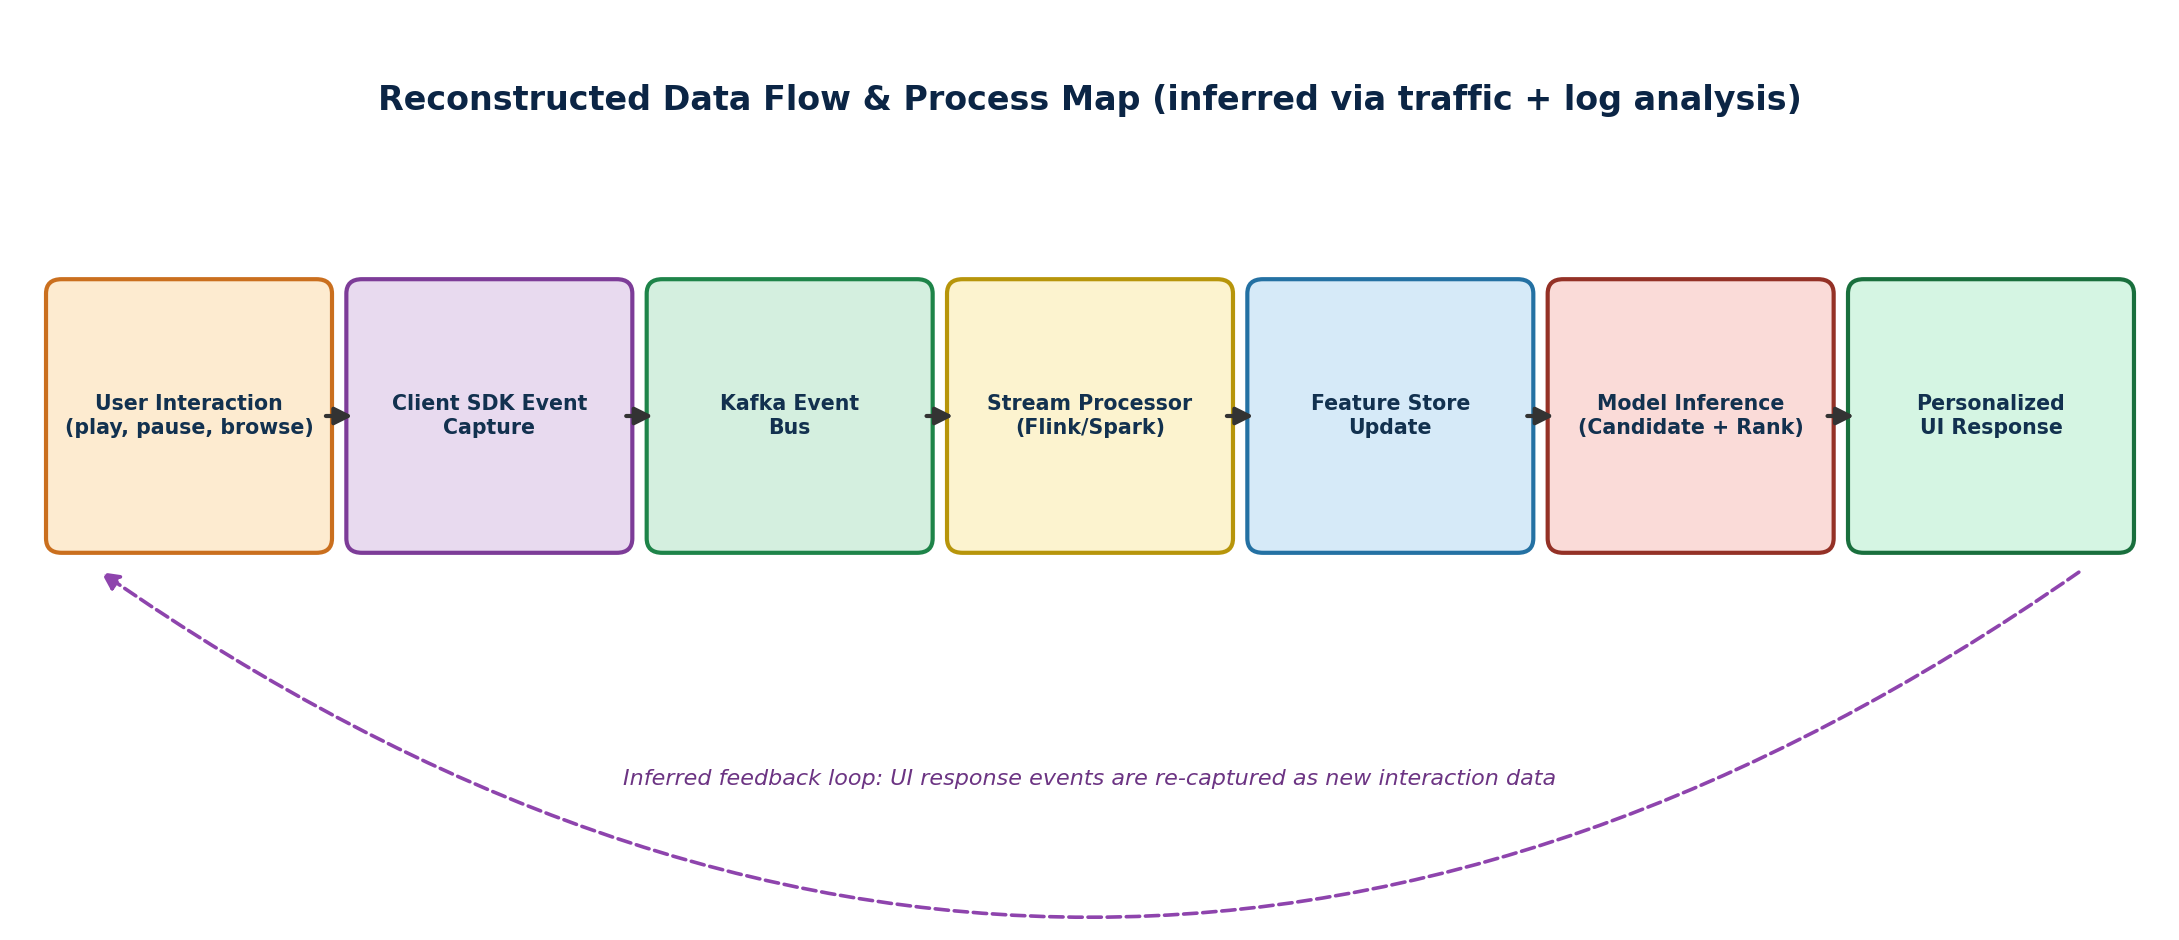 Reconstructed Data Flow & Process Map (inferred via traffic + log analysis)
User Interaction
(play, pause, browse)
Client SDK Event
Capture
Kafka Event
Bus
Stream Processor
(Flink/Spark)
Feature Store
Update
Model Inference
(Candidate + Rank)
Personalized
UI Response
Inferred feedback loop: UI response events are re-captured as new interaction data